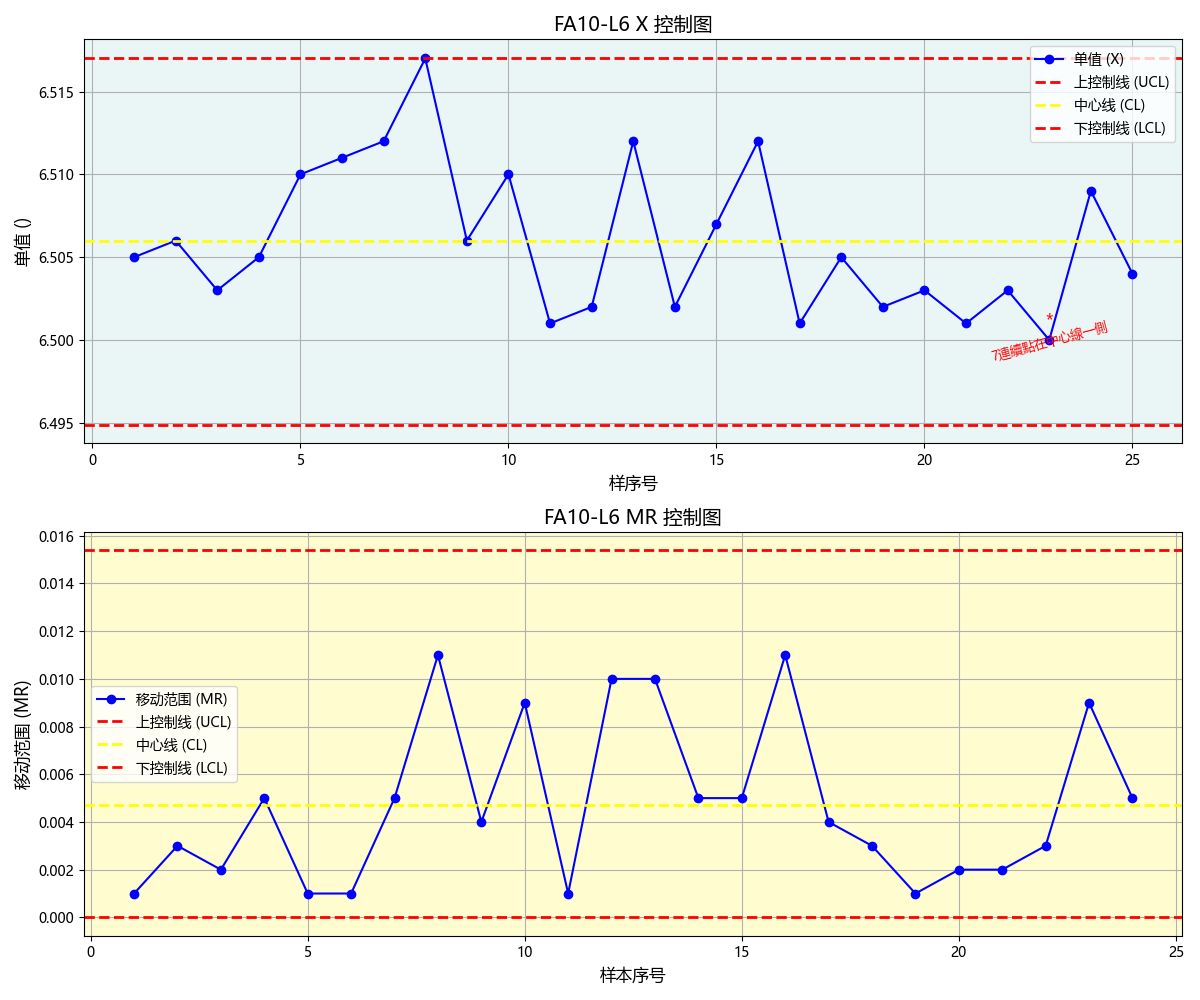 FA10-L6 X 控制图
单值 (X)
上控制线 (UCL)
中心线 (CL)
下控制线 (LCL)
单值 ()
6.515
6.510
6.505
6.500
6.495
*
7連續點在中心線一側
0
5
10
15
20
25
样序号
FA10-L6 MR 控制图
移动范围 (MR)
0.016
0.014
0.012
0.010
0.008
0.006
0.004
0.002
0.000
移动范围 (MR)
上控制线 (UCL)
中心线 (CL)
下控制线 (LCL)
0
5
10
15
20
25
样本序号